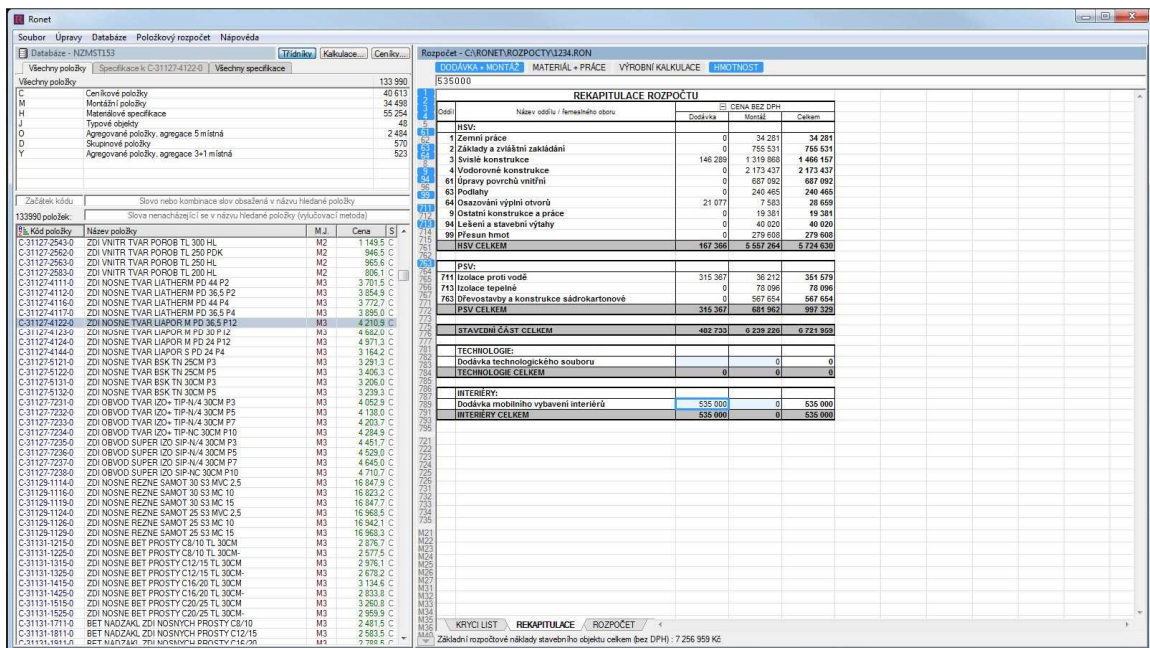 Ronet
Soubor Úpravy Databáze Položkový rozpočet Nápověda
Databáze - NZMST153 Třídníky Kalkulace... Ceníky...
Všechny položky Specifikace k C-31127-4122-0 Všechny specifikace
Všechny položky 133 990
C Ceníkové položky 40 613
M Montážní položky 34 498
H Materiálové specifikace 55 254
J Typové objekty 48
O Agregované položky, agregace 5 místná 2 484
D Skupinové položky 570
Y Agregované položky, agregace 3+1 místná 523
Začátek kódu Slovo nebo kombinace slov obsažená v názvu hledané položky
133990 položek: Slova nenacházející se v názvu hledané položky (vylučovací metoda)
Kód položky Název položky M.J. Cena S
C-31127-2543-0 ZDI VNITR TVAR POROB TL 300 HL M2 1 149,5 C
C-31127-2562-0 ZDI VNITR TVAR POROB TL 250 PDK M2 946,5 C
C-31127-2563-0 ZDI VNITR TVAR POROB TL 250 HL M2 965,6 C
C-31127-2583-0 ZDI VNITR TVAR POROB TL 200 HL M2 806,1 C
C-31127-4111-0 ZDI NOSNE TVAR LIATHERM PD 44 P2 M3 3 701,5 C
C-31127-4112-0 ZDI NOSNE TVAR LIATHERM PD 36,5 P2 M3 3 854,9 C
C-31127-4116-0 ZDI NOSNE TVAR LIATHERM PD 44 P4 M3 3 772,7 C
C-31127-4117-0 ZDI NOSNE TVAR LIATHERM PD 36,5 P4 M3 3 895,0 C
C-31127-4122-0 ZDI NOSNE TVAR LIAPOR M PD 36,5 P12 M3 4 210,9 C
C-31127-4123-0 ZDI NOSNE TVAR LIAPOR M PD 30 P12 M3 4 682,0 C
C-31127-4124-0 ZDI NOSNE TVAR LIAPOR M PD 24 P12 M3 4 971,3 C
C-31127-4144-0 ZDI NOSNE TVAR LIAPOR S PD 24 P4 M3 3 164,2 C
C-31127-5121-0 ZDI NOSNE TVAR BSK TN 25CM P3 M3 3 291,3 C
C-31127-5122-0 ZDI NOSNE TVAR BSK TN 25CM P5 M3 3 406,3 C
C-31127-5131-0 ZDI NOSNE TVAR BSK TN 30CM P3 M3 3 206,0 C
C-31127-5132-0 ZDI NOSNE TVAR BSK TN 30CM P5 M3 3 239,3 C
C-31127-7231-0 ZDI OBVOD TVAR IZO+ TIP-N/4 30CM P3 M3 4 052,9 C
C-31127-7232-0 ZDI OBVOD TVAR IZO+ TIP-N/4 30CM P5 M3 4 138,0 C
C-31127-7233-0 ZDI OBVOD TVAR IZO+ TIP-N/4 30CM P7 M3 4 203,7 C
C-31127-7234-0 ZDI OBVOD TVAR IZO+ TIP-NC 30CM P10 M3 4 284,9 C
C-31127-7235-0 ZDI OBVOD SUPER IZO SIP-N/4 30CM P3 M3 4 451,7 C
C-31127-7236-0 ZDI OBVOD SUPER IZO SIP-N/4 30CM P5 M3 4 529,0 C
C-31127-7237-0 ZDI OBVOD SUPER IZO SIP-N/4 30CM P7 M3 4 645,0 C
C-31127-7238-0 ZDI OBVOD SUPER IZO SIP-NC 30CM P10 M3 4 710,7 C
C-31129-1114-0 ZDI NOSNE REZNE SAMOT 30 S3 MVC 2,5 M3 16 847,9 C
C-31129-1116-0 ZDI NOSNE REZNE SAMOT 30 S3 MC 10 M3 16 823,2 C
C-31129-1119-0 ZDI NOSNE REZNE SAMOT 30 S3 MC 15 M3 16 847,7 C
C-31129-1124-0 ZDI NOSNE REZNE SAMOT 25 S3 MVC 2,5 M3 16 968,5 C
C-31129-1126-0 ZDI NOSNE REZNE SAMOT 25 S3 MC 10 M3 16 942,1 C
C-31129-1129-0 ZDI NOSNE REZNE SAMOT 25 S3 MC 15 M3 16 968,3 C
C-31131-1215-0 ZDI NOSNE BET PROSTY C8/10 TL 30CM M3 2 876,7 C
C-31131-1225-0 ZDI NOSNE BET PROSTY C8/10 TL 30CM- M3 2 577,5 C
C-31131-1315-0 ZDI NOSNE BET PROSTY C12/15 TL 30CM M3 2 976,1 C
C-31131-1325-0 ZDI NOSNE BET PROSTY C12/15 TL 30CM- M3 2 678,2 C
C-31131-1415-0 ZDI NOSNE BET PROSTY C16/20 TL 30CM M3 3 134,6 C
C-31131-1425-0 ZDI NOSNE BET PROSTY C16/20 TL 30CM- M3 2 833,8 C
C-31131-1515-0 ZDI NOSNE BET PROSTY C20/25 TL 30CM M3 3 260,8 C
C-31131-1525-0 ZDI NOSNE BET PROSTY C20/25 TL 30CM- M3 2 959,9 C
C-31131-1711-0 BET NADZAKL ZDI NOSNYCH PROSTY C8/10 M3 2 481,5 C
C-31131-1811-0 BET NADZAKL ZDI NOSNYCH PROSTY C12/15 M3 2 583,5 C
C-31131-1911-0 BET NADZAKL ZDI NOSNYCH PROSTY C16/20 M3 2 788,5 C
Rozpočet - C:\RONET\ROZPOCTY\1234.RON
DODÁVKA + MONTÁŽ MATERIÁL + PRÁCE VÝROBNÍ KALKULACE HMOTNOST
535000
REKAPITULACE ROZPOČTU
Oddíl Název oddílu / řemeslného oboru CENA BEZ DPH
Dodávka Montáž Celkem
HSV:
1 Zemní práce 0 34 281 34 281
2 Základy a zvláštní zakládání 0 755 531 755 531
3 Svislé konstrukce 146 289 1 319 868 1 466 157
4 Vodorovné konstrukce 0 2 173 437 2 173 437
61 Úpravy povrchů vnitřní 0 687 092 687 092
63 Podlahy 0 240 465 240 465
64 Osazování výplní otvorů 21 077 7 583 28 659
9 Ostatní konstrukce a práce 0 19 381 19 381
94 Lešení a stavební výtahy 0 40 020 40 020
99 Přesun hmot 0 279 608 279 608
HSV CELKEM 167 366 5 557 264 5 724 630
PSV:
711 Izolace proti vodě 315 367 36 212 351 579
713 Izolace tepelné 0 78 096 78 096
763 Dřevostavby a konstrukce sádrokartonové 0 567 654 567 654
PSV CELKEM 315 367 681 962 997 329
STAVEBNÍ ČÁST CELKEM 482 733 6 239 226 6 721 959
TECHNOLOGIE:
Dodávka technologického souboru 0 0
TECHNOLOGIE CELKEM 0 0 0
INTERIÉRY:
Dodávka mobilního vybavení interiérů 535 000 0 535 000
INTERIÉRY CELKEM 535 000 0 535 000
KRYCI LIST REKAPITULACE ROZPOČET
Základní rozpočtové náklady stavebního objektu celkem (bez DPH) : 7 256 959 Kč